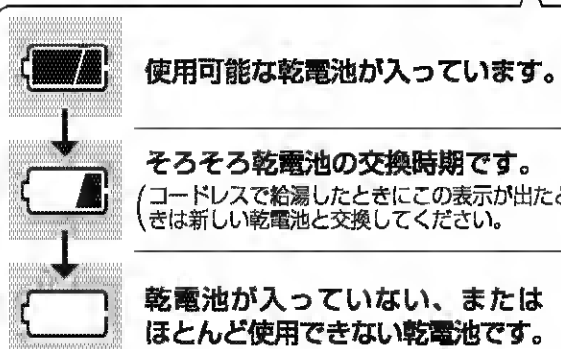 使用可能な乾電池が入っています。
そろそろ乾電池の交換時期です。
(コードレスで給湯したときにこの表示が出たと
きは新しい乾電池と交換してください。
乾電池が入っていない、または
ほとんど使用できない乾電池です。